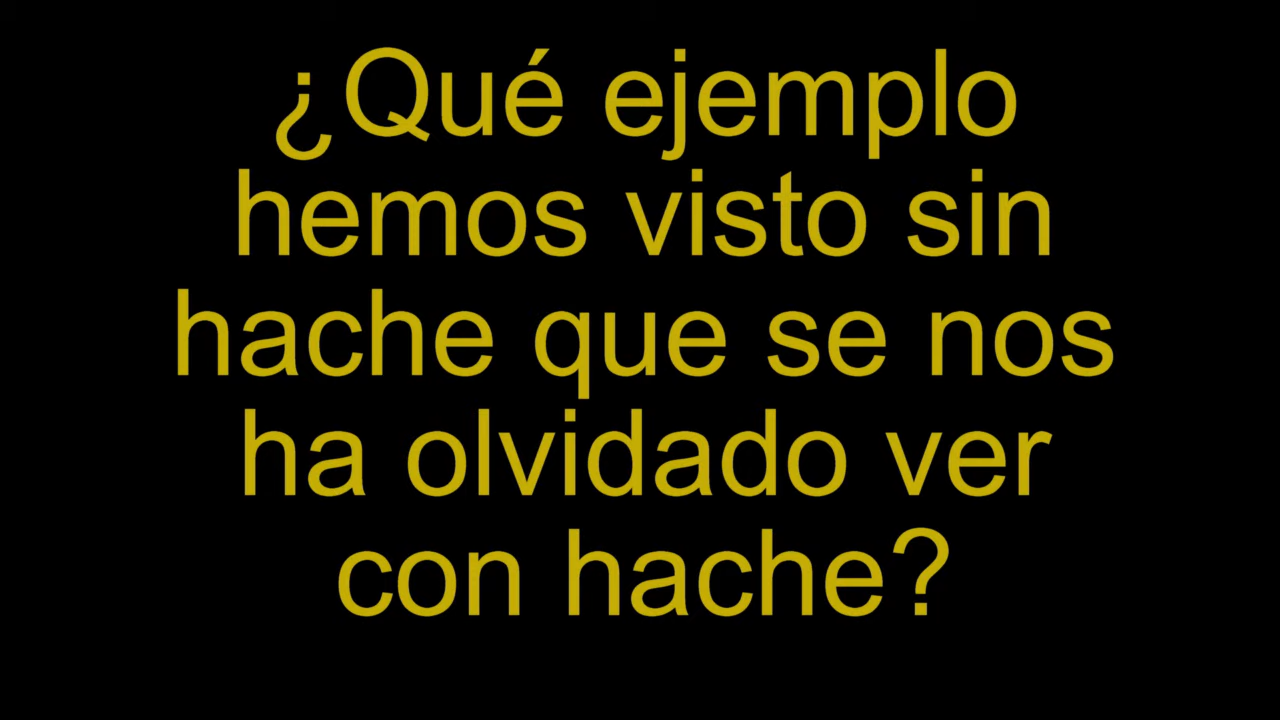 ¿Qué ejemplo
hemos visto sin
hache que se nos
ha olvidado ver
con hache?